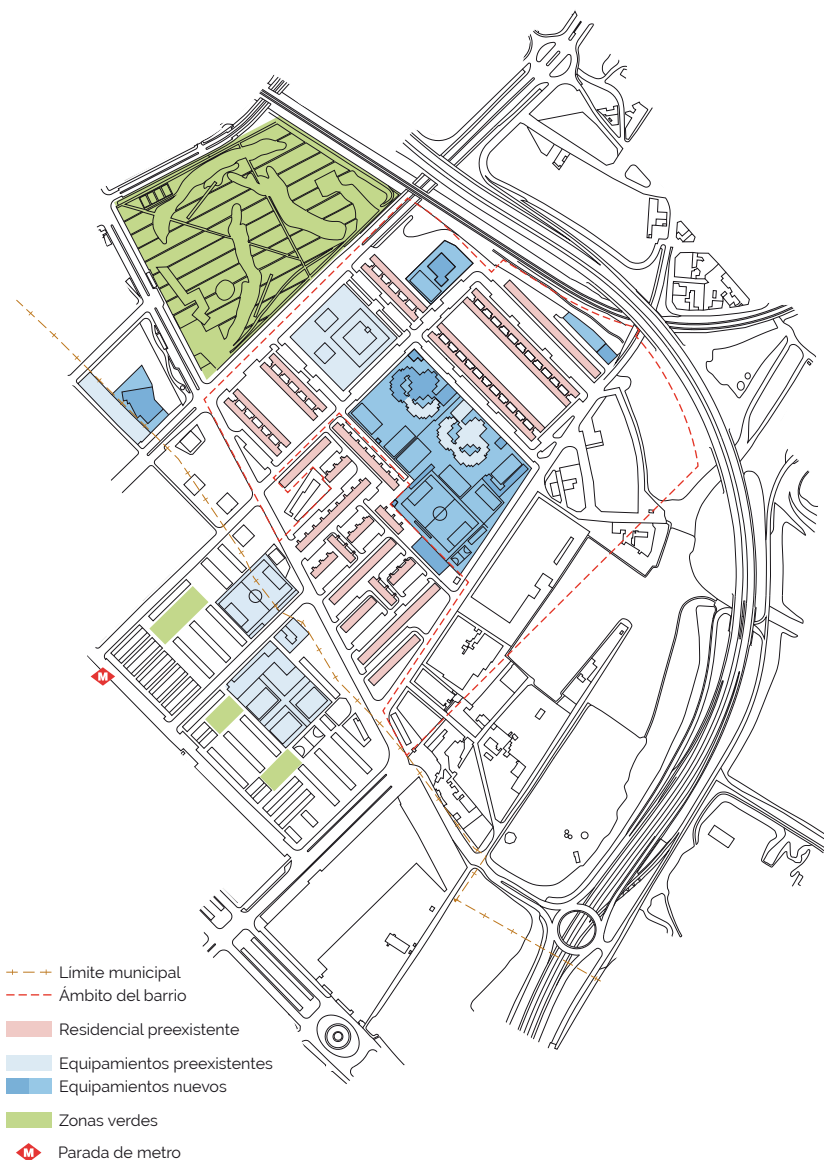 M
Límite municipal
Ámbito del barrio
Residencial preexistente
Equipamientos preexistentes
Equipamientos nuevos
Zonas verdes
M Parada de metro